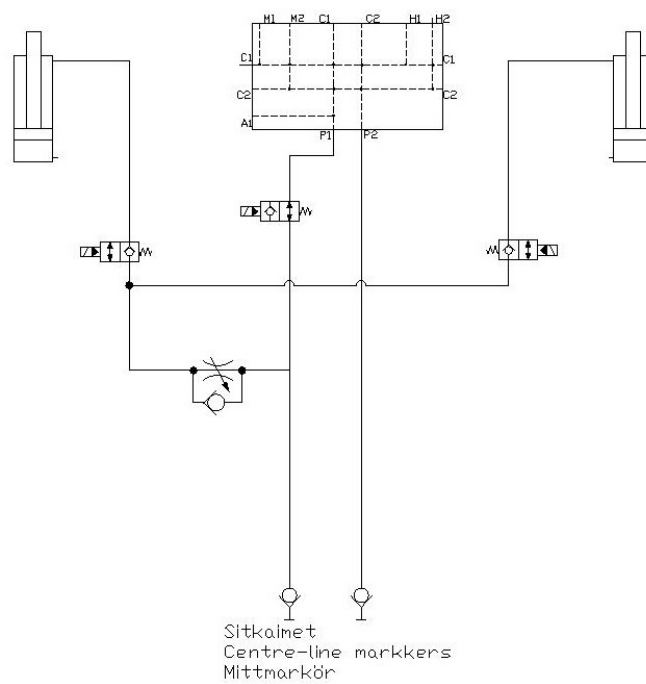 M1 M2 C1 C2 H1 H2
C1 C1
C2 C2
A1
P1 P2
Sitkaimet
Centre-line markkers
Mittmarkör